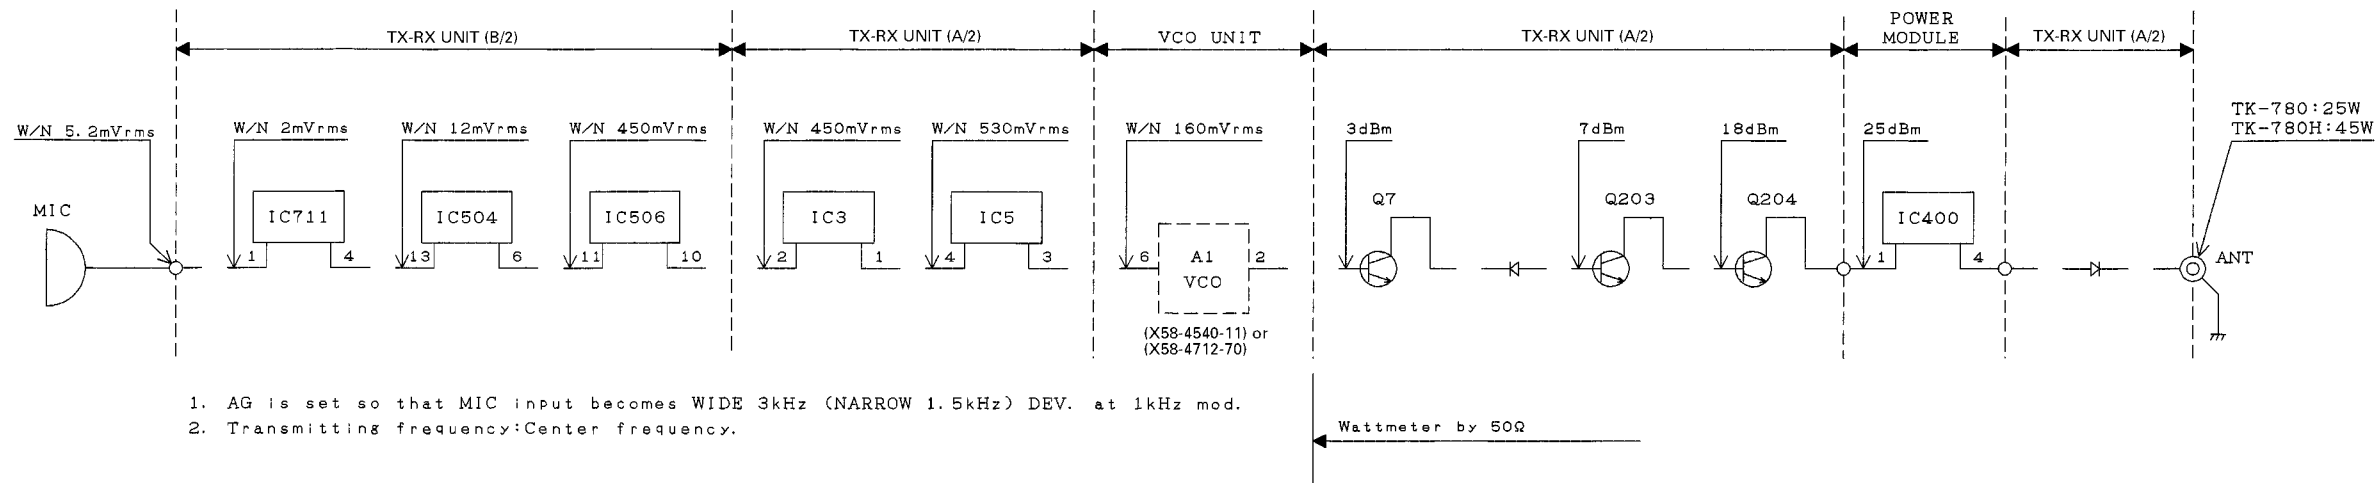 TX-RX UNIT (B/2)
TX-RX UNIT (A/2)
VCO UNIT
TX-RX UNIT (A/2)
POWER
MODULE
TX-RX UNIT (A/2)
W/N 5.2mVrms
W/N 2mVrms
W/N 12mVrms
W/N 450mVrms
W/N 450mVrms
W/N 530mVrms
W/N 160mVrms
3dBm
7dBm
18dBm
25dBm
TK-780:25W
TK-780H:45W
MIC
IC711
1
4
IC504
13
6
IC506
11
10
IC3
2
1
IC5
4
3
6
A1
VCO
2
(X58-4540-11) or
(X58-4712-70)
Q7
Q203
Q204
IC400
1
4
ANT
1. AG is set so that MIC input becomes WIDE 3kHz (NARROW 1.5kHz) DEV. at 1kHz mod.
2. Transmitting frequency:Center frequency.
Wattmeter by 50Ω